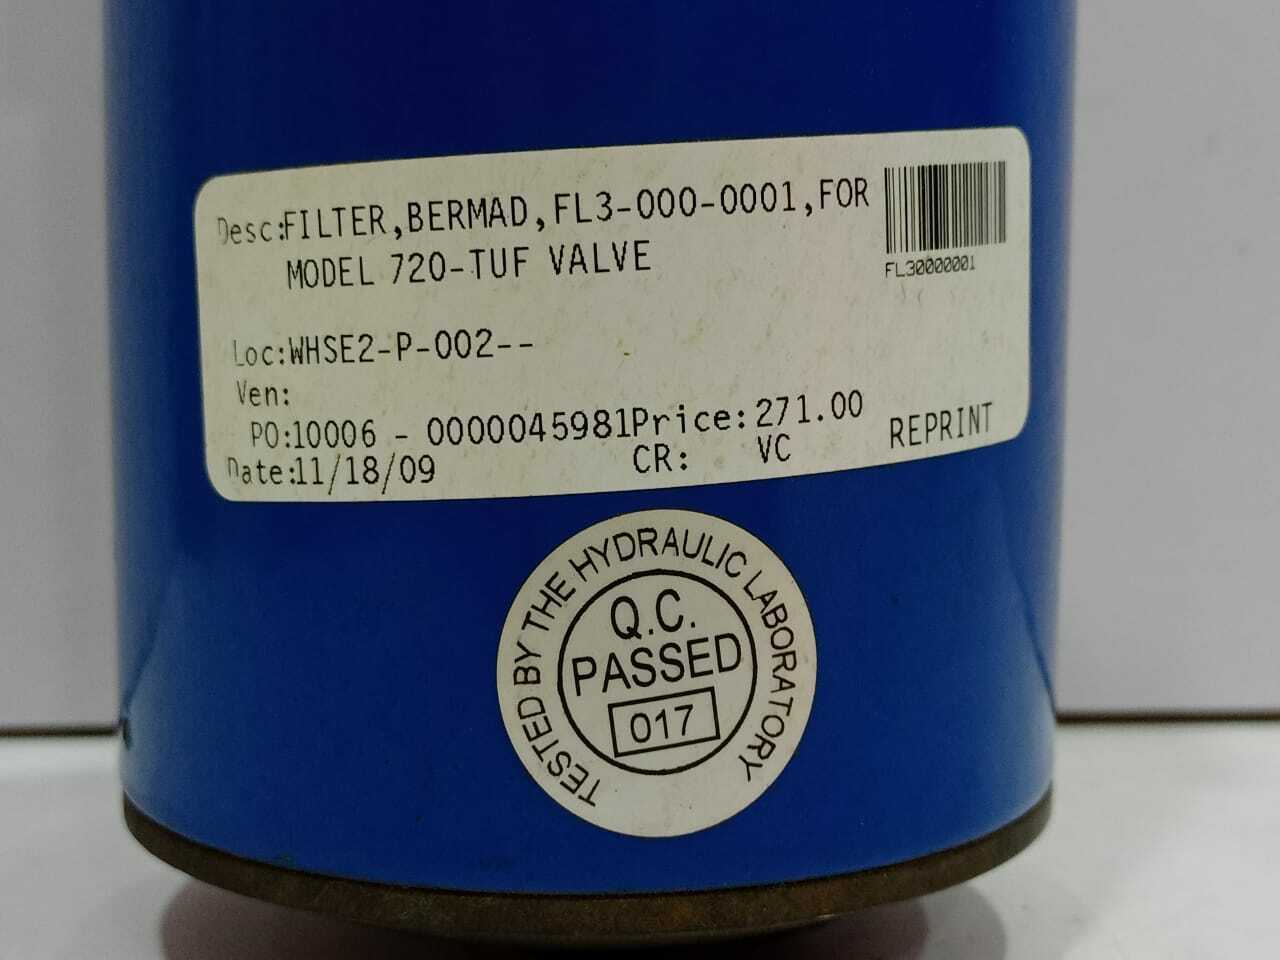 Desc:FILTER,BERMAD,FL3-000-0001,FOR
MODEL 720-TUF VALVE
FL30000001
Loc:WHSE2-P-002--
Ven:
PO:10006 - 0000045981Price:271.00
Date:11/18/09 CR: VC REPRINT
TESTED BY THE HYDRAULIC LABORATORY
Q.C.
PASSED
017